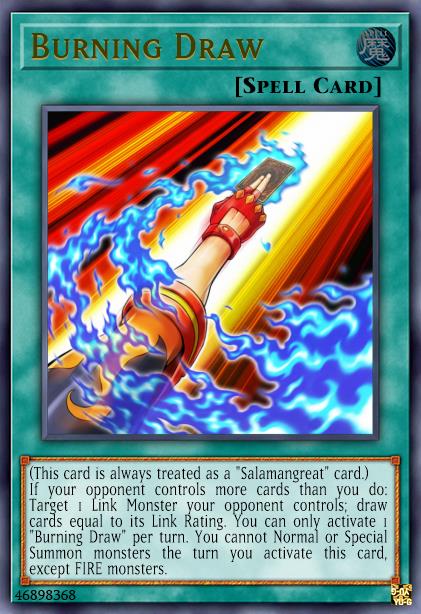 Burning Draw
魔
[Spell Card]
(This card is always treated as a "Salamangreat" card.)
If your opponent controls more cards than you do:
Target 1 Link Monster your opponent controls; draw
cards equal to its Link Rating. You can only activate 1
"Burning Draw" per turn. You cannot Normal or Special
Summon monsters the turn you activate this card,
except FIRE monsters.
46898368